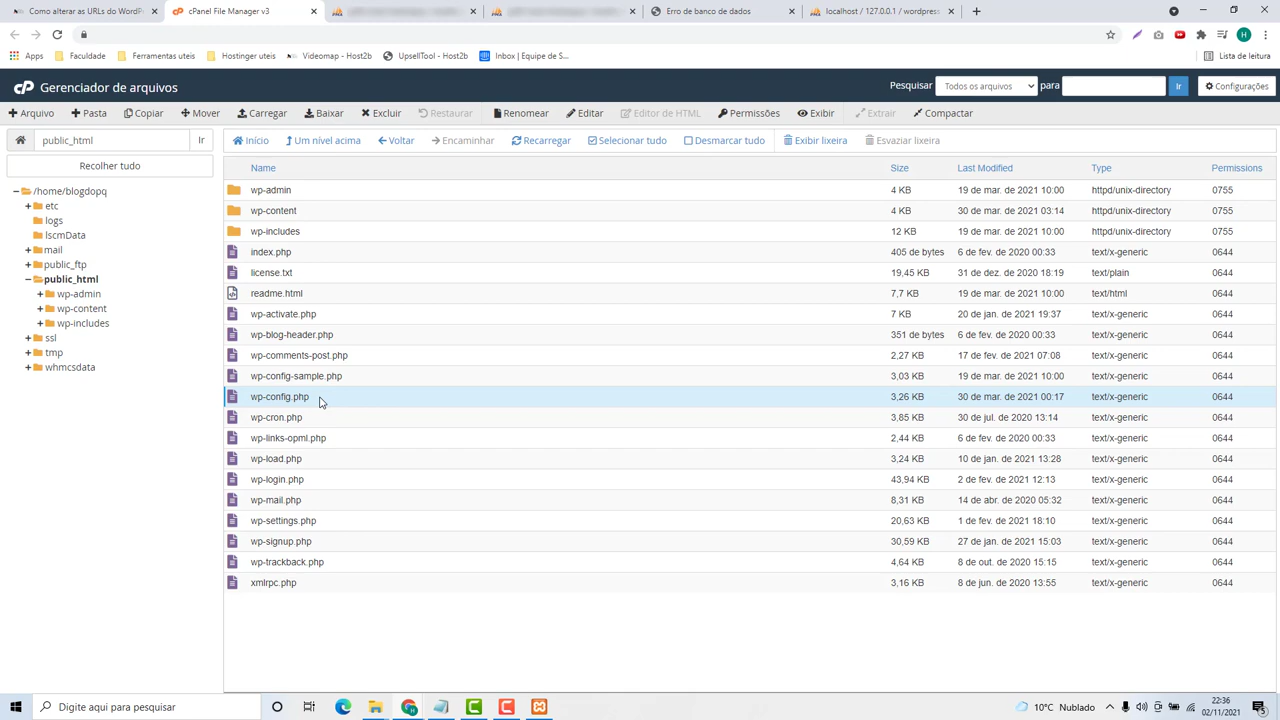 Como alterar as URLs do WordPr
cPanel File Manager v3
Erro de banco de dados
localhost / 127.0.0.1 / wordpress
Apps
Faculdade
Ferramentas uteis
Hostinger uteis
Videomap - Host2b
UpsellTool - Host2b
Inbox | Equipe de S...
Lista de leitura
cP Gerenciador de arquivos
Pesquisar
Todos os arquivos
para
Ir
Configurações
Arquivo
Pasta
Copiar
Mover
Carregar
Baixar
Excluir
Restaurar
Renomear
Editar
Editor de HTML
Permissões
Exibir
Extrair
Compactar
public_html
Ir
Início
Um nível acima
Voltar
Encaminhar
Recarregar
Selecionar tudo
Desmarcar tudo
Exibir lixeira
Esvaziar lixeira
Recolher tudo
/home/blogdopq
etc
logs
lscmData
mail
public_ftp
public_html
wp-admin
wp-content
wp-includes
ssl
tmp
whmcsdata
Name Size Last Modified Type Permissions
wp-admin 4 KB 19 de mar. de 2021 10:00 httpd/unix-directory 0755
wp-content 4 KB 30 de mar. de 2021 03:14 httpd/unix-directory 0755
wp-includes 12 KB 19 de mar. de 2021 10:00 httpd/unix-directory 0755
index.php 405 de bytes 6 de fev. de 2020 00:33 text/x-generic 0644
license.txt 19,45 KB 31 de dez. de 2020 18:19 text/plain 0644
readme.html 7,7 KB 19 de mar. de 2021 10:00 text/html 0644
wp-activate.php 7 KB 20 de jan. de 2021 19:37 text/x-generic 0644
wp-blog-header.php 351 de bytes 6 de fev. de 2020 00:33 text/x-generic 0644
wp-comments-post.php 2,27 KB 17 de fev. de 2021 07:08 text/x-generic 0644
wp-config-sample.php 3,03 KB 19 de mar. de 2021 10:00 text/x-generic 0644
wp-config.php 3,26 KB 30 de mar. de 2021 00:17 text/x-generic 0644
wp-cron.php 3,85 KB 30 de jul. de 2020 13:14 text/x-generic 0644
wp-links-opml.php 2,44 KB 6 de fev. de 2020 00:33 text/x-generic 0644
wp-load.php 3,24 KB 10 de jan. de 2021 13:28 text/x-generic 0644
wp-login.php 43,94 KB 2 de fev. de 2021 12:13 text/x-generic 0644
wp-mail.php 8,31 KB 14 de abr. de 2020 05:32 text/x-generic 0644
wp-settings.php 20,63 KB 1 de fev. de 2021 18:10 text/x-generic 0644
wp-signup.php 30,59 KB 27 de jan. de 2021 15:03 text/x-generic 0644
wp-trackback.php 4,64 KB 8 de out. de 2020 15:15 text/x-generic 0644
xmlrpc.php 3,16 KB 8 de jun. de 2020 13:55 text/x-generic 0644
Digite aqui para pesquisar
10°C Nublado
22:36
02/11/2021